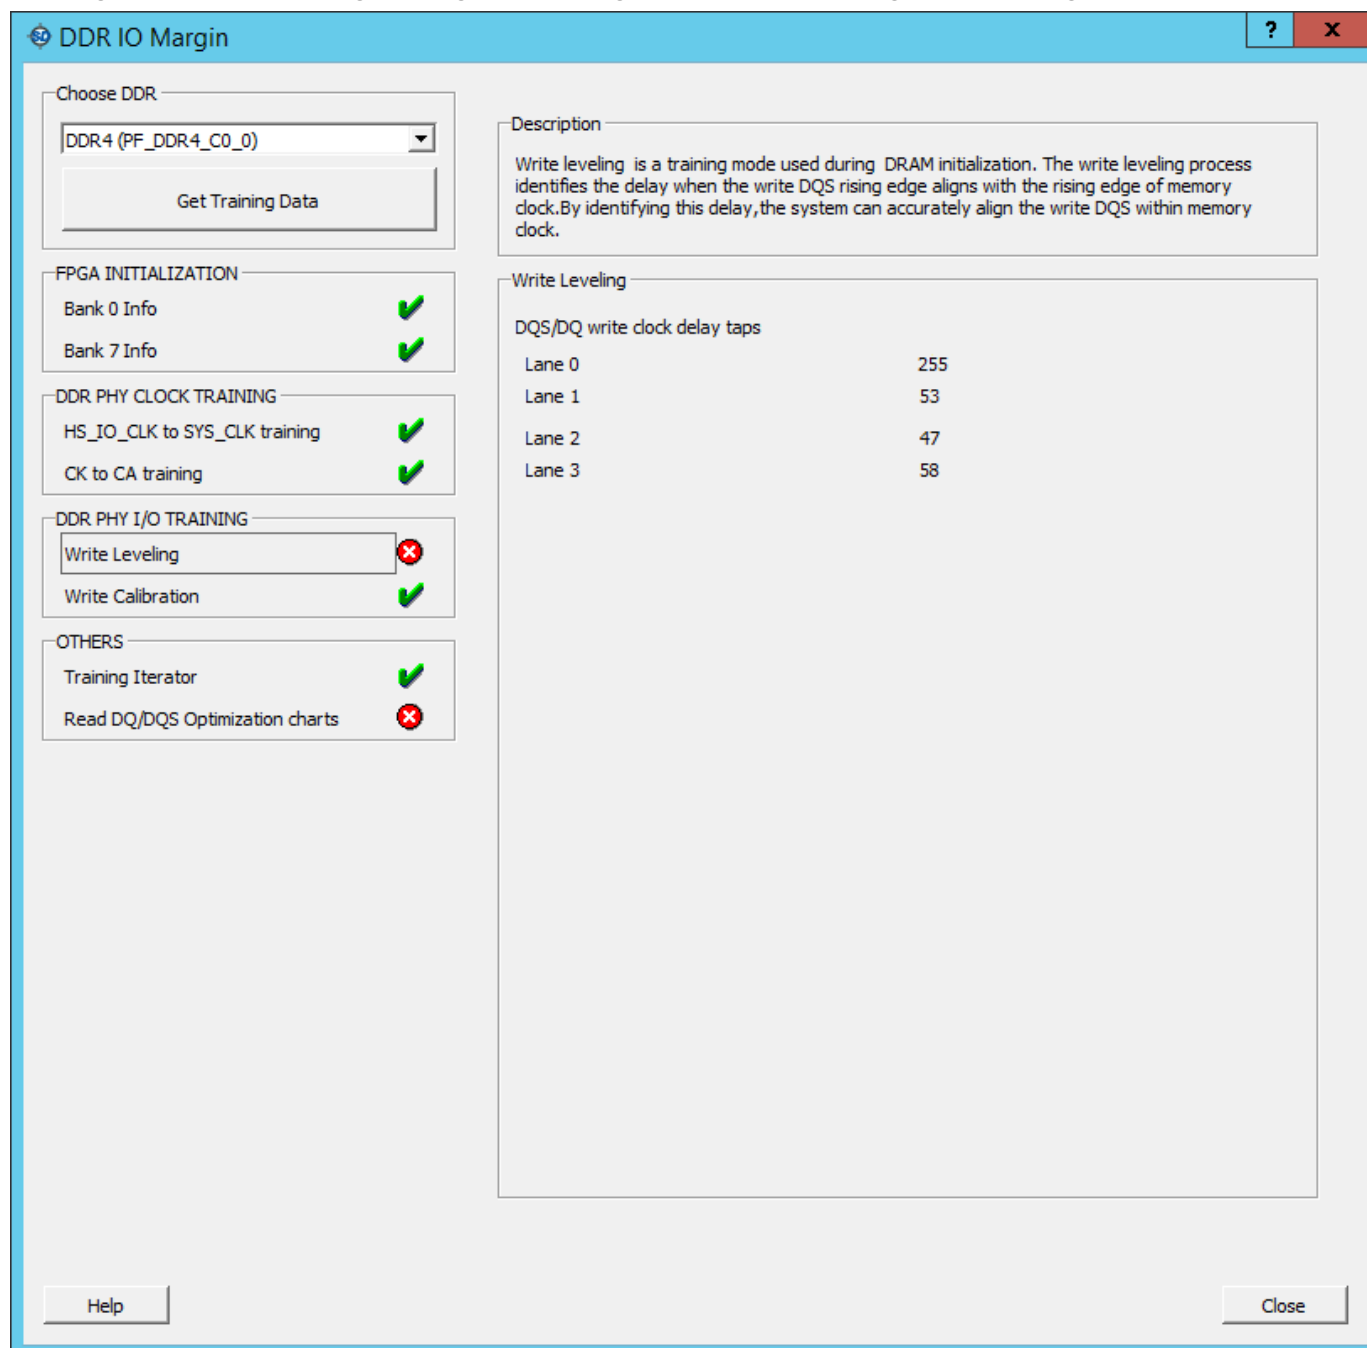 DDR IO Margin
?
x
Choose DDR
DDR4 (PF_DDR4_C0_0)
Get Training Data
FPGA INITIALIZATION
Bank 0 Info
Bank 7 Info
DDR PHY CLOCK TRAINING
HS_IO_CLK to SYS_CLK training
CK to CA training
DDR PHY I/O TRAINING
Write Leveling
Write Calibration
OTHERS
Training Iterator
Read DQ/DQS Optimization charts
Description
Write leveling is a training mode used during DRAM initialization. The write leveling process
identifies the delay when the write DQS rising edge aligns with the rising edge of memory
clock.By identifying this delay,the system can accurately align the write DQS within memory
clock.
Write Leveling
DQS/DQ write clock delay taps
Lane 0 255
Lane 1 53
Lane 2 47
Lane 3 58
Help
Close